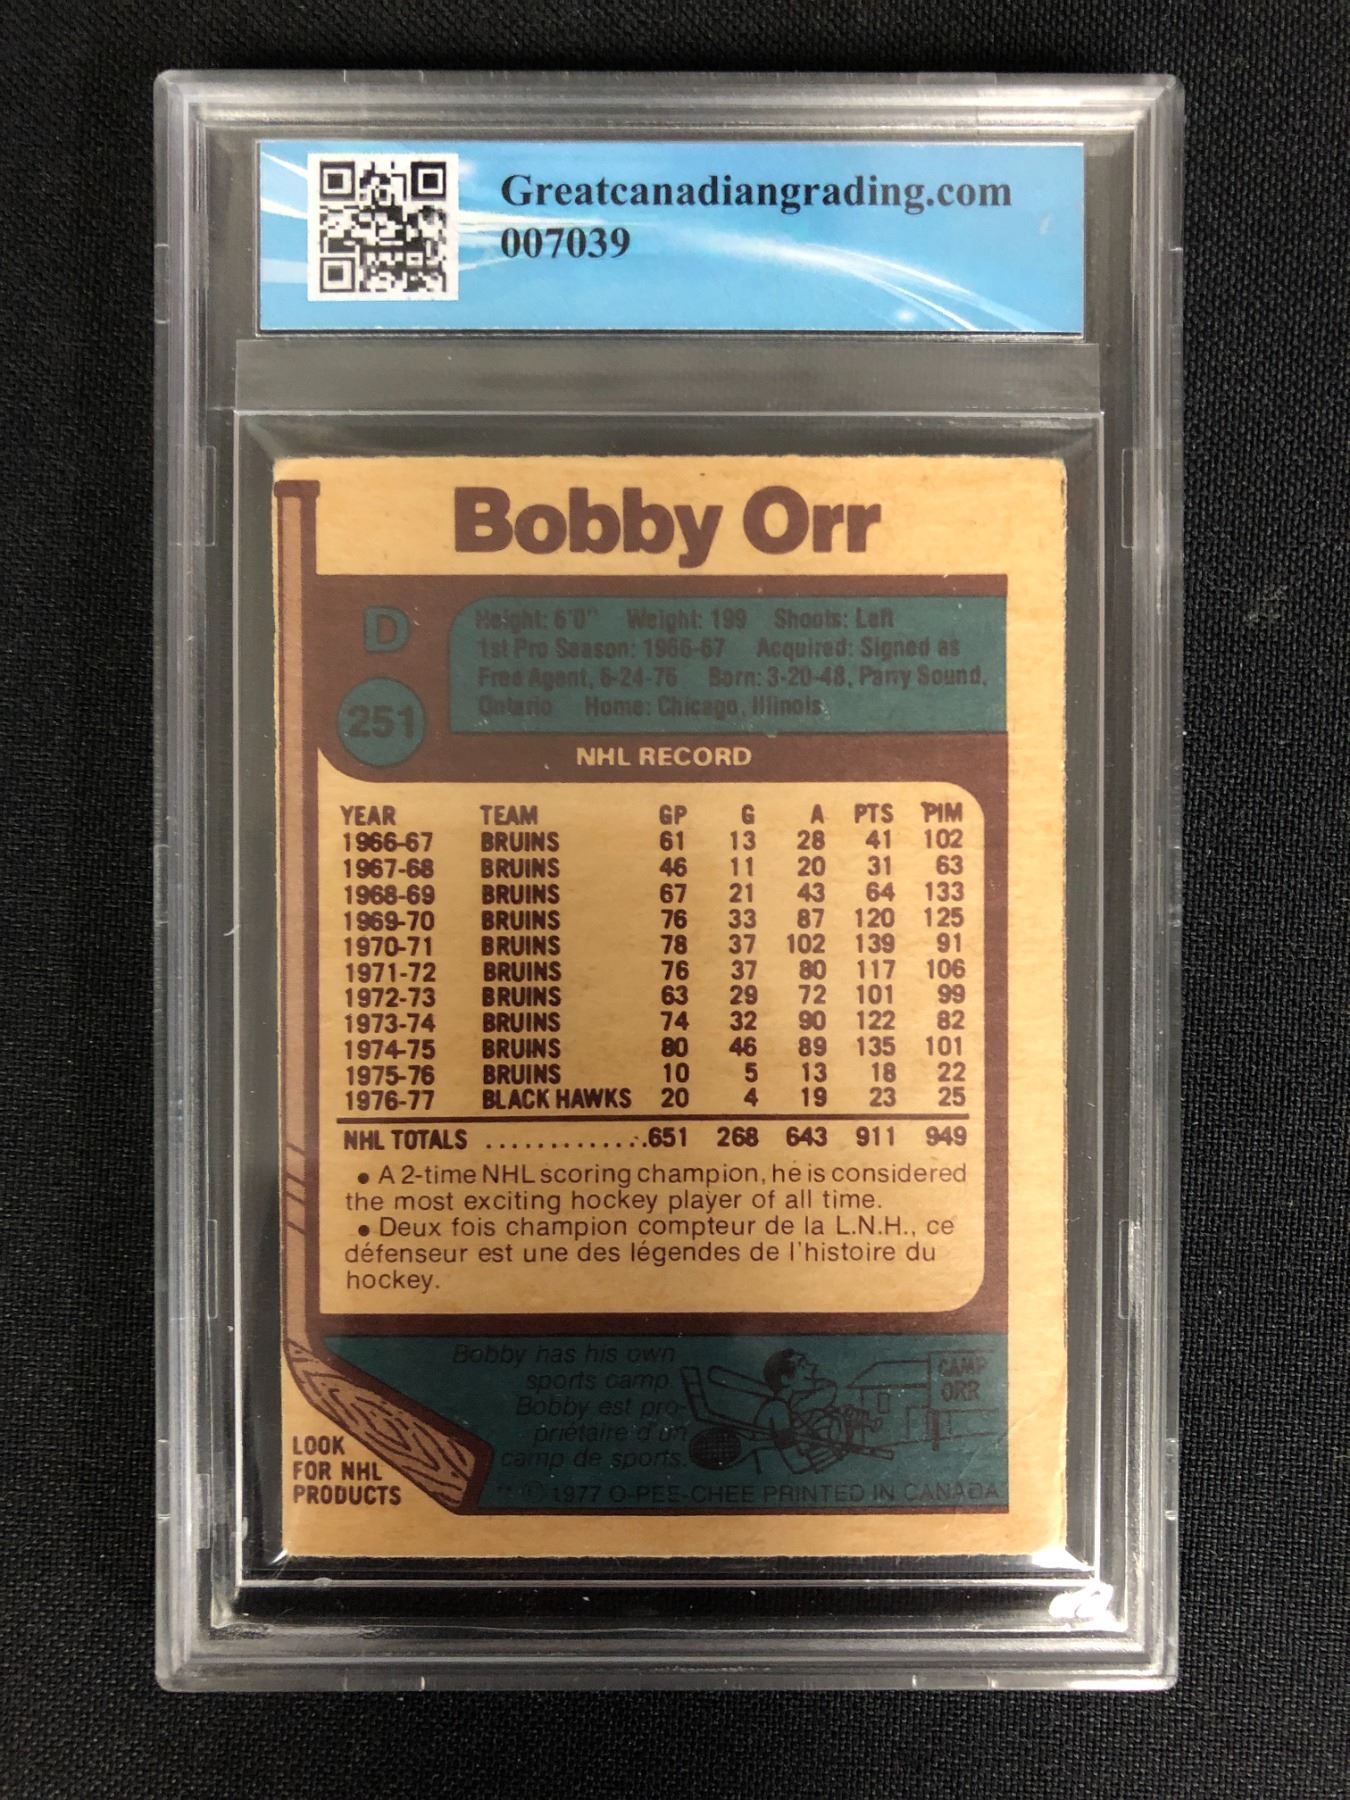 Greatcanadiangrading.com
007039
Bobby Orr
D
251
Height: 6'0" Weight: 199 Shoots: Left
1st Pro Season: 1966-67 Acquired: Signed as
Free Agent, 6-24-76 Born: 3-20-48, Parry Sound,
Ontario Home: Chicago, Illinois
NHL RECORD
YEAR TEAM GP G A PTS PIM
1966-67 BRUINS 61 13 28 41 102
1967-68 BRUINS 46 11 20 31 63
1968-69 BRUINS 67 21 43 64 133
1969-70 BRUINS 76 33 87 120 125
1970-71 BRUINS 78 37 102 139 91
1971-72 BRUINS 76 37 80 117 106
1972-73 BRUINS 63 29 72 101 99
1973-74 BRUINS 74 32 90 122 82
1974-75 BRUINS 80 46 89 135 101
1975-76 BRUINS 10 5 13 18 22
1976-77 BLACK HAWKS 20 4 19 23 25
NHL TOTALS ..............651 268 643 911 949
• A 2-time NHL scoring champion, he is considered
the most exciting hockey player of all time.
• Deux fois champion compteur de la L.N.H., ce
défenseur est une des légendes de l'histoire du
hockey.
Bobby has his own
sports camp.
Bobby est pro-
priétaire d'un
camp de sports.
CAMP
ORR
LOOK
FOR NHL
PRODUCTS
© 1977 O-PEE-CHEE PRINTED IN CANADA